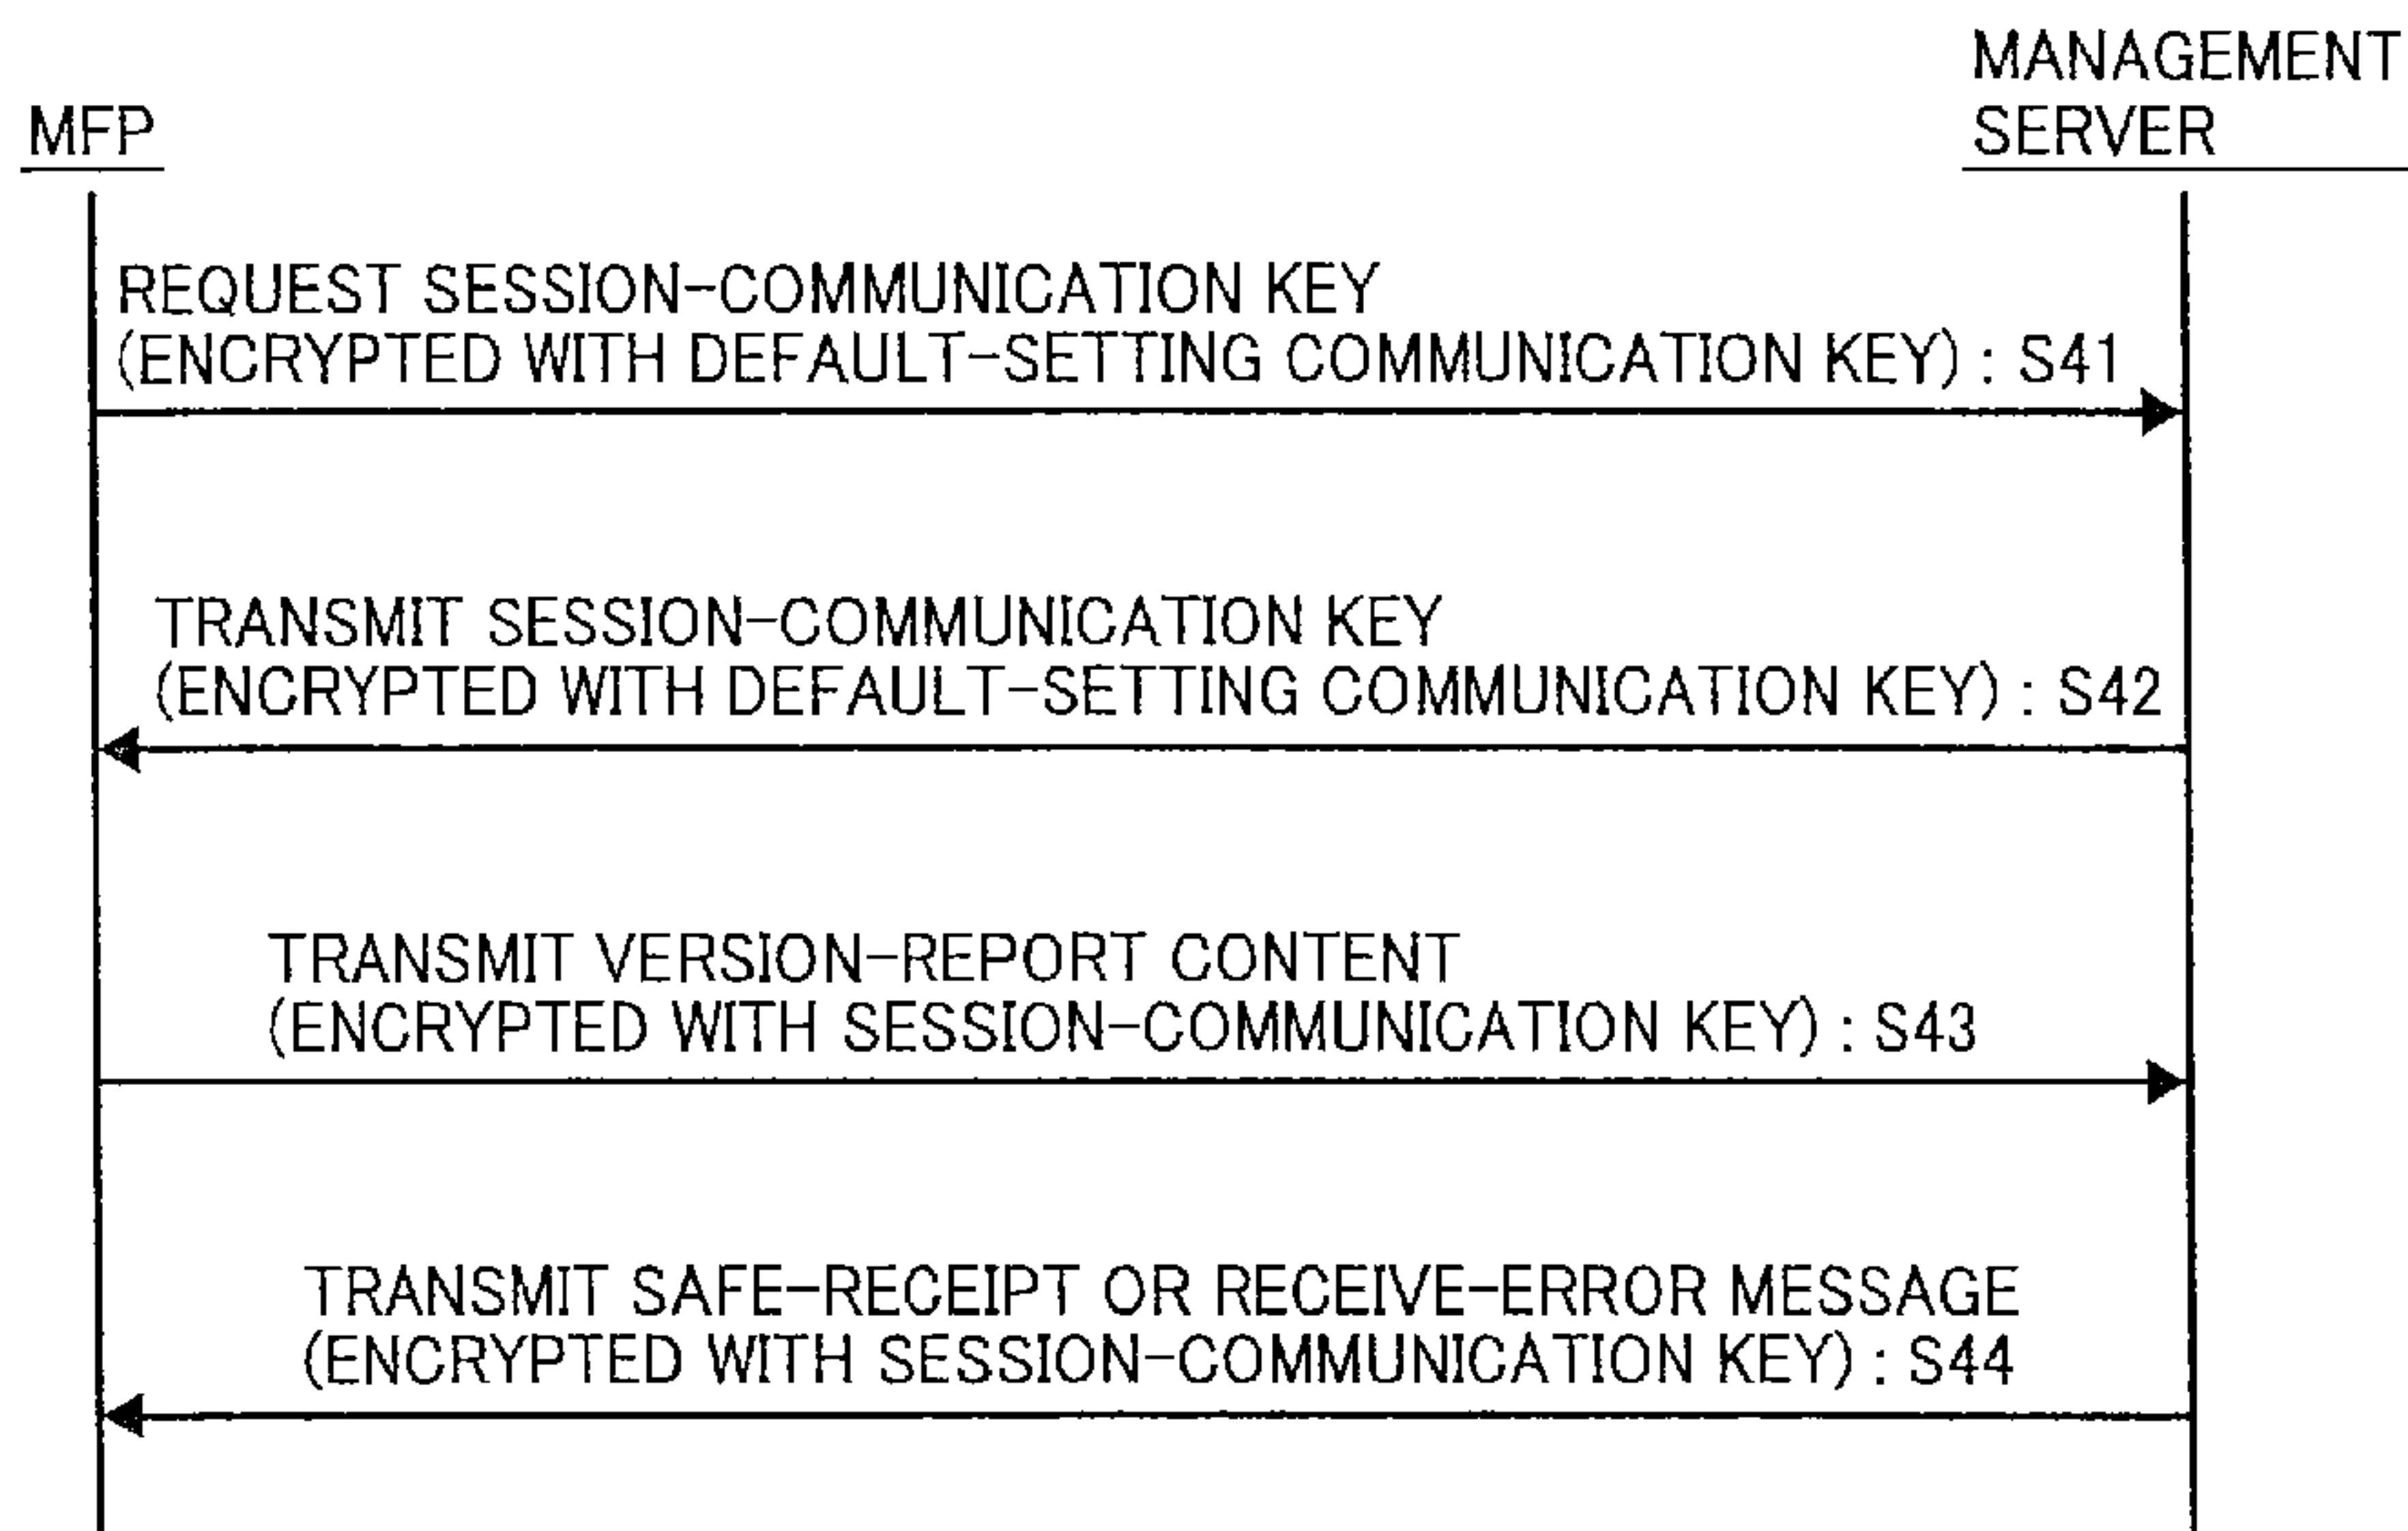 MFP
MANAGEMENT
SERVER
REQUEST SESSION-COMMUNICATION KEY
(ENCRYPTED WITH DEFAULT-SETTING COMMUNICATION KEY) : S41
TRANSMIT SESSION-COMMUNICATION KEY
(ENCRYPTED WITH DEFAULT-SETTING COMMUNICATION KEY) : S42
TRANSMIT VERSION-REPORT CONTENT
(ENCRYPTED WITH SESSION-COMMUNICATION KEY) : S43
TRANSMIT SAFE-RECEIPT OR RECEIVE-ERROR MESSAGE
(ENCRYPTED WITH SESSION-COMMUNICATION KEY) : S44